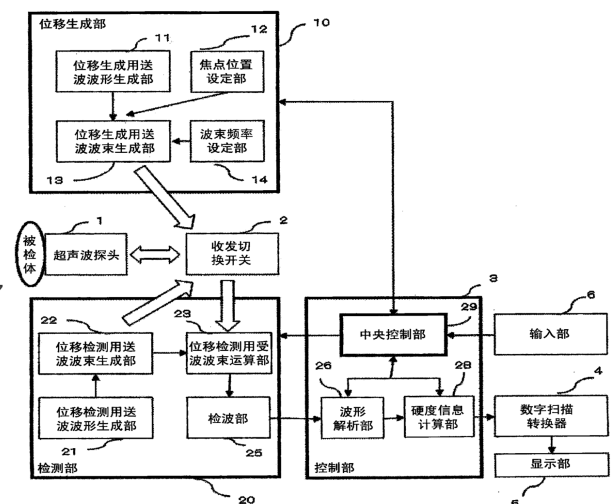 位移生成部
10
11
12
位移生成用送
波波形生成部
焦点位置
设定部
位移生成用送
波波束生成部
波束频率
设定部
13
14
1
2
被
检
体
超声波探头
收发切
换开关
3
22
23
29
6
位移检测用送
波波束生成部
位移检测用受
波波束运算部
中央控制部
输入部
26
28
4
位移检测用送
波波形生成部
检波部
波形
解析部
硬度信息
计算部
数字扫描
转换器
21
25
检测部
控制部
显示部
20
5